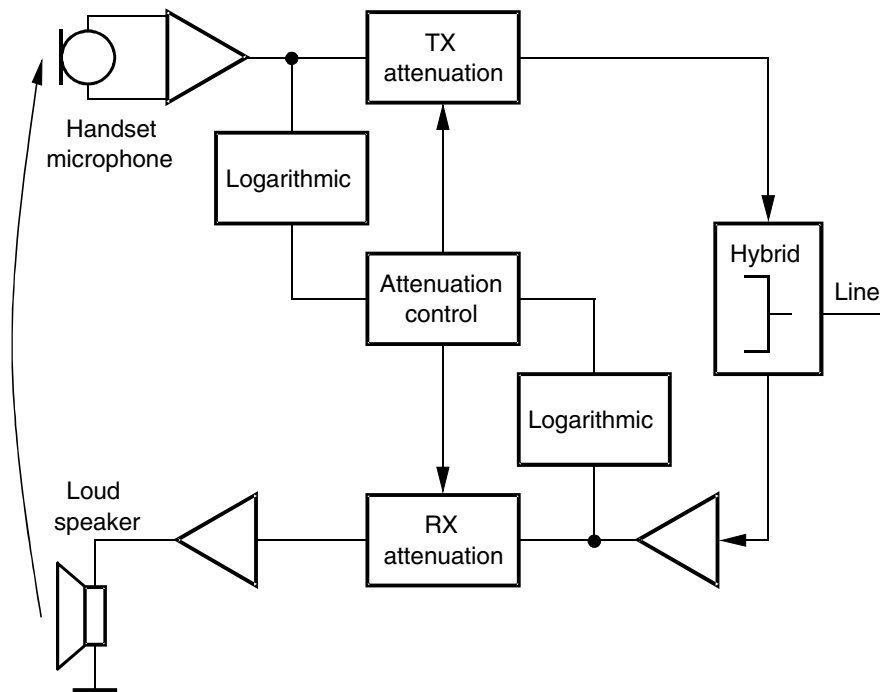 TX
attenuation
Handset
microphone
Logarithmic
Hybrid
Attenuation
control
Line
Logarithmic
Loud
speaker
RX
attenuation